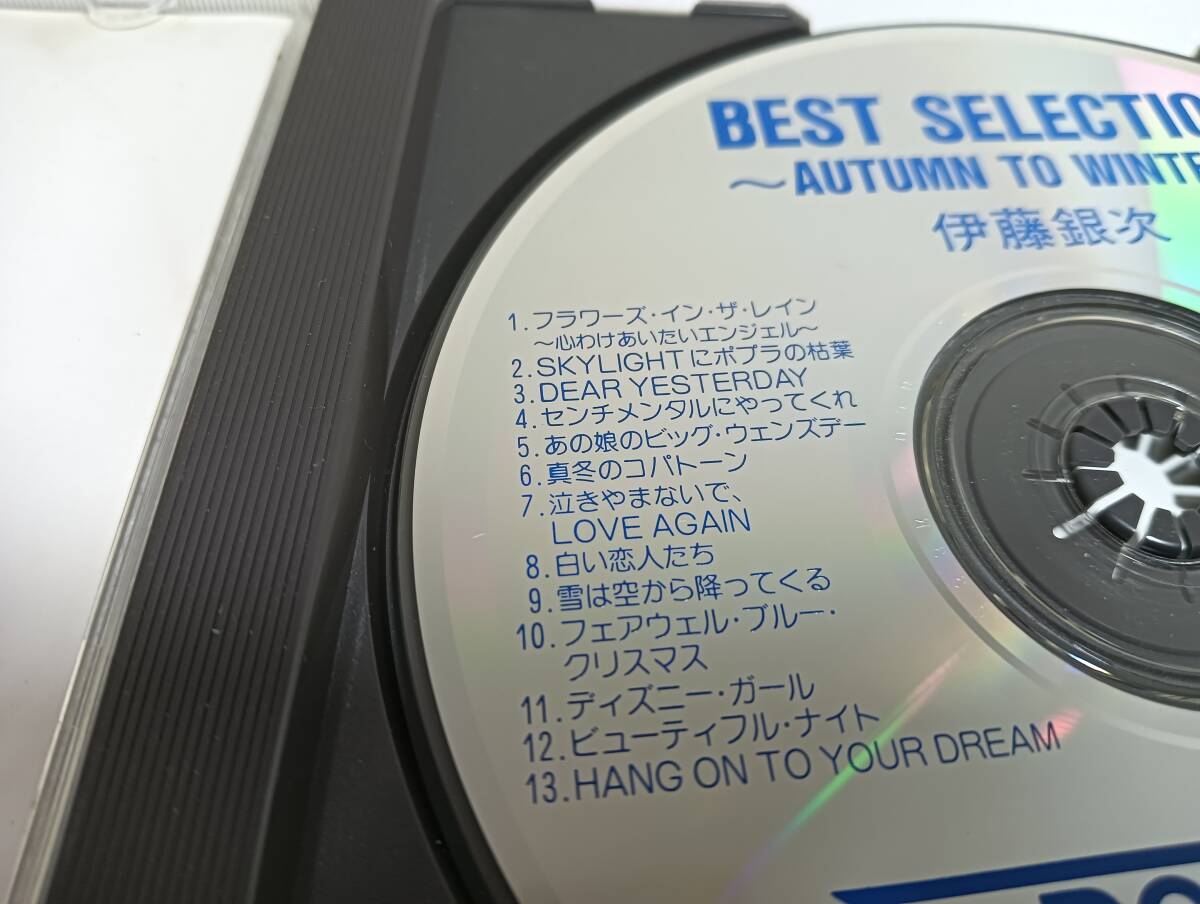 BEST SELECTIO
～AUTUMN TO WINTE
伊藤銀次
1.フラワーズ・イン・ザ・レイン
～心わけあいたいエンジェル～
2.SKYLIGHTにポプラの枯葉
3.DEAR YESTERDAY
4.センチメンタルにやってくれ
5.あの娘のビッグ・ウェンズデー
6.真冬のコパトーン
7.泣きやまないで、
LOVE AGAIN
8.白い恋人たち
9.雪は空から降ってくる
10.フェアウェル・ブルー・
クリスマス
11.ディズニー・ガール
12.ビューティフル・ナイト
13.HANG ON TO YOUR DREAM